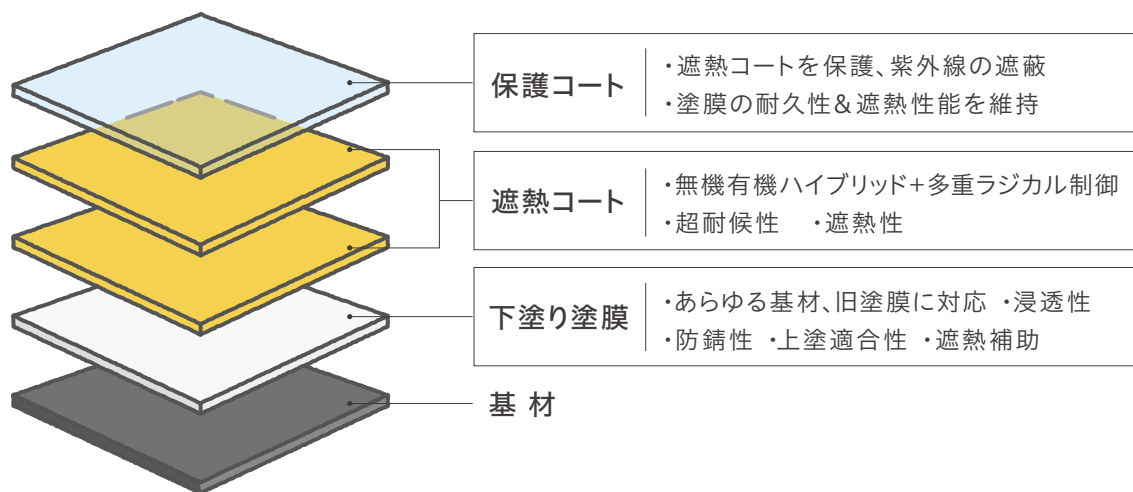 保護コート
・遮熱コートを保護、紫外線の遮蔽
・塗膜の耐久性&遮熱性能を維持
遮熱コート
・無機有機ハイブリッド+多重ラジカル制御
・超耐候性 ・遮熱性
下塗り塗膜
・あらゆる基材、旧塗膜に対応 ・浸透性
・防錆性 ・上塗適合性 ・遮熱補助
基 材